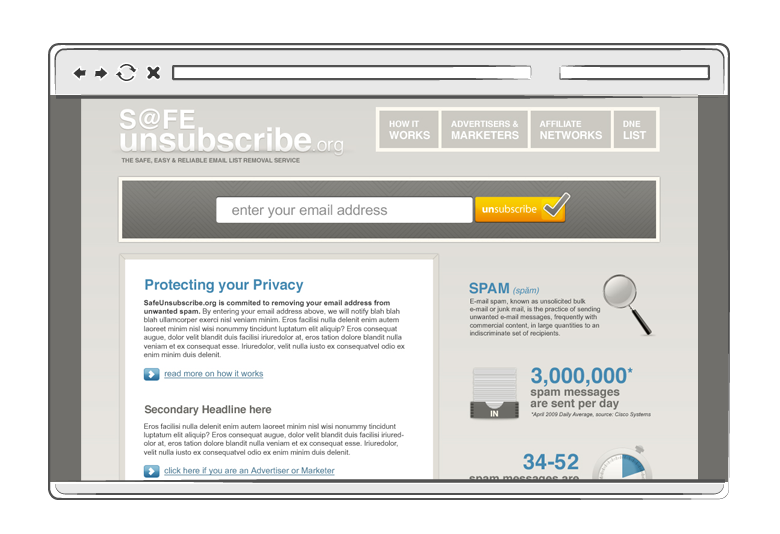 S@FE
unsubscribe.org
THE SAFE, EASY & RELIABLE EMAIL LIST REMOVAL SERVICE
HOW IT
WORKS
ADVERTISERS &
MARKETERS
AFFILIATE
NETWORKS
DNE
LIST
enter your email address
unsubscribe
Protecting your Privacy
SafeUnsubscribe.org is commited to removing your email address from
unwanted spam. By entering your email address above, we will notify blah blah
blah ullamcorper exerci nisl veniam minim. Eros facilisi nulla delenit enim autem
laoreet minim nisl wisi nonummy tincidunt luptatum elit aliquip? Eros consequat
augue, dolor velit blandit duis facilisi iriuredolor at, eros tation dolore blandit nulla
veniam et ex consequat esse. Iriuredolor, velit nulla iusto ex consequatvel odio ex
enim minim duis delenit.
read more on how it works
Secondary Headline here
Eros facilisi nulla delenit enim autem laoreet minim nisl wisi nonummy tincidunt
luptatum elit aliquip? Eros consequat augue, dolor velit blandit duis facilisi iriured-
olor at, eros tation dolore blandit nulla veniam et ex consequat esse. Iriuredolor,
velit nulla iusto ex consequatvel odio ex enim minim duis delenit.
click here if you are an Advertiser or Marketer
SPAM (späm)
E-mail spam, known as unsolicited bulk
e-mail or junk mail, is the practice of sending
unwanted e-mail messages, frequently with
commercial content, in large quantities to an
indiscriminate set of recipients.
IN
3,000,000*
spam messages
are sent per day
*April 2009 Daily Average, source: Cisco Systems
34-52
spam messages are